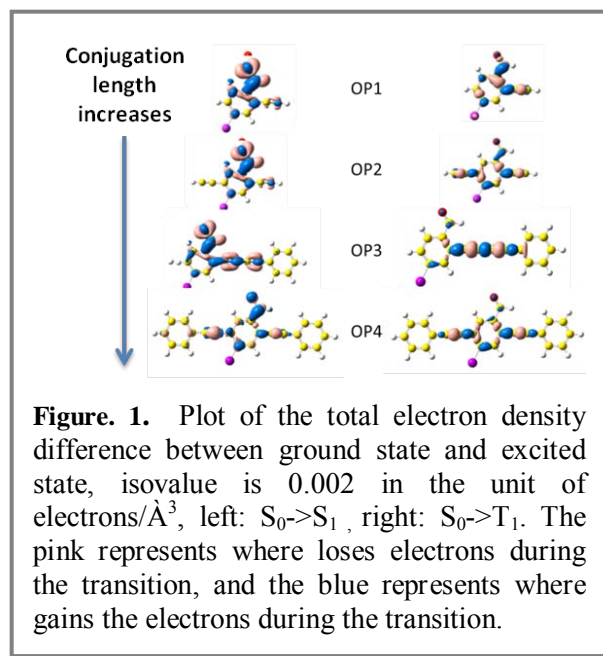 Conjugation
length
increases
OP1
OP2
OP3
OP4
Figure. 1. Plot of the total electron density
difference between ground state and excited
state, isovalue is 0.002 in the unit of
electrons/À³, left: S₀->S₁ , right: S₀->T₁. The
pink represents where loses electrons during
the transition, and the blue represents where
gains the electrons during the transition.